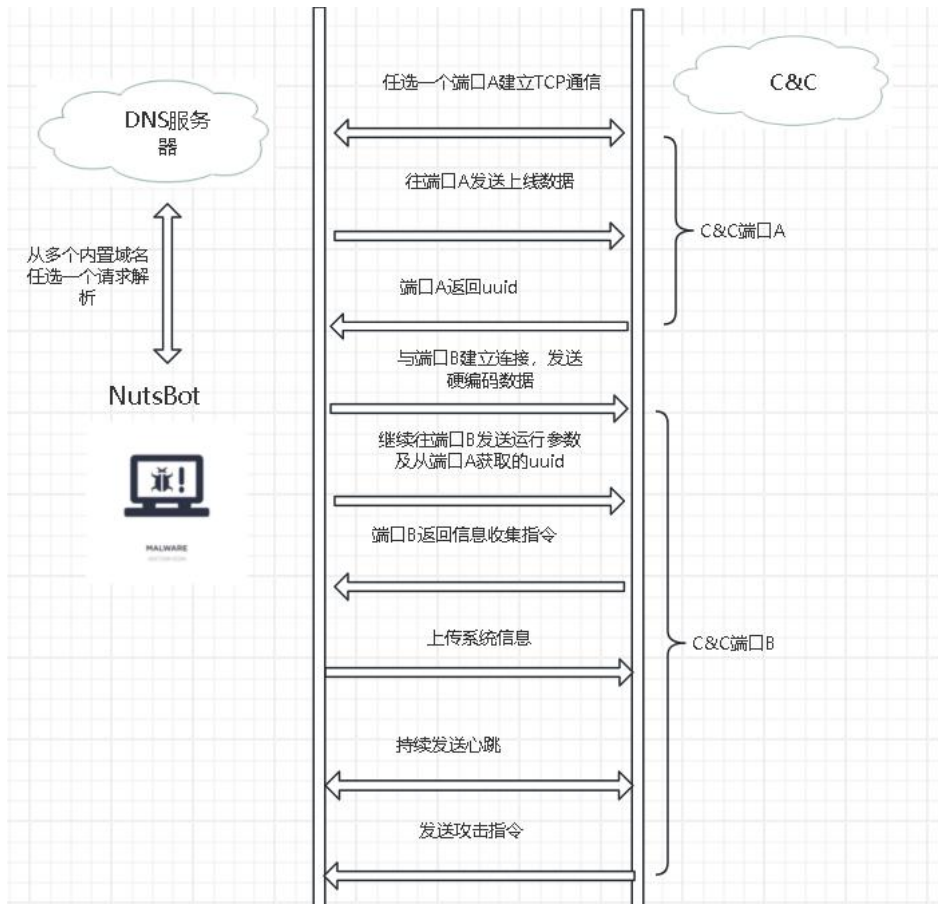 DNS服务
器
从多个内置域名
任选一个请求解
析
NutsBot
MALWARE
任选一个端口A建立TCP通信
往端口A发送上线数据
端口A返回uuid
与端口B建立连接，发送
硬编码数据
继续往端口B发送运行参数
及从端口A获取的uuid
端口B返回信息收集指令
上传系统信息
持续发送心跳
发送攻击指令
C&C
C&C端口A
C&C端口B